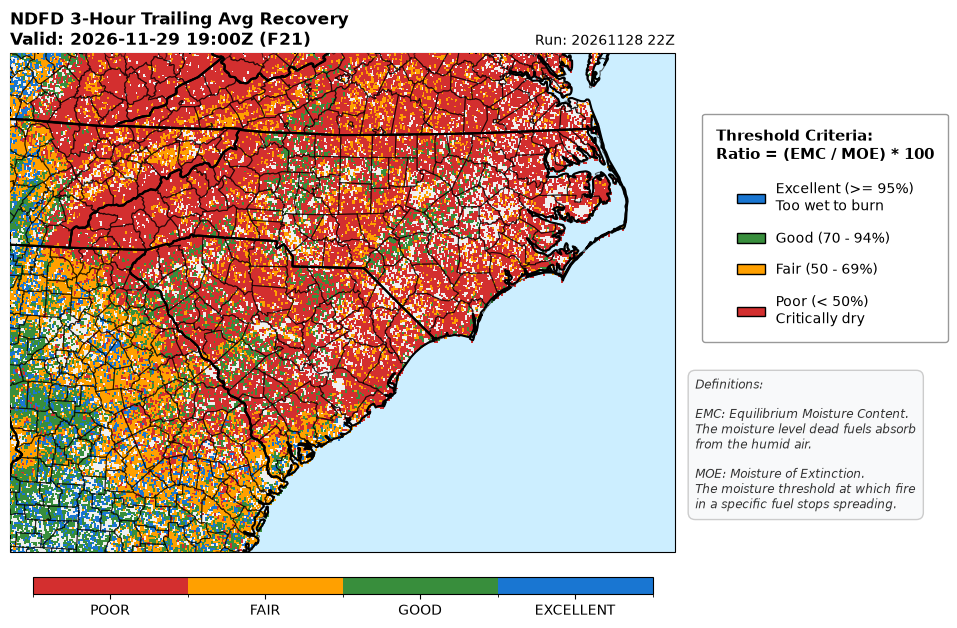 NDFD 3-Hour Trailing Avg Recovery
Valid: 2026-11-29 19:00Z (F21)
Run: 20261128 22Z
Threshold Criteria:
Ratio = (EMC / MOE) * 100
Excellent (>= 95%)
Too wet to burn
Good (70 - 94%)
Fair (50 - 69%)
Poor (< 50%)
Critically dry
Definitions:
EMC: Equilibrium Moisture Content.
The moisture level dead fuels absorb
from the humid air.
MOE: Moisture of Extinction.
The moisture threshold at which fire
in a specific fuel stops spreading.
POOR
FAIR
GOOD
EXCELLENT